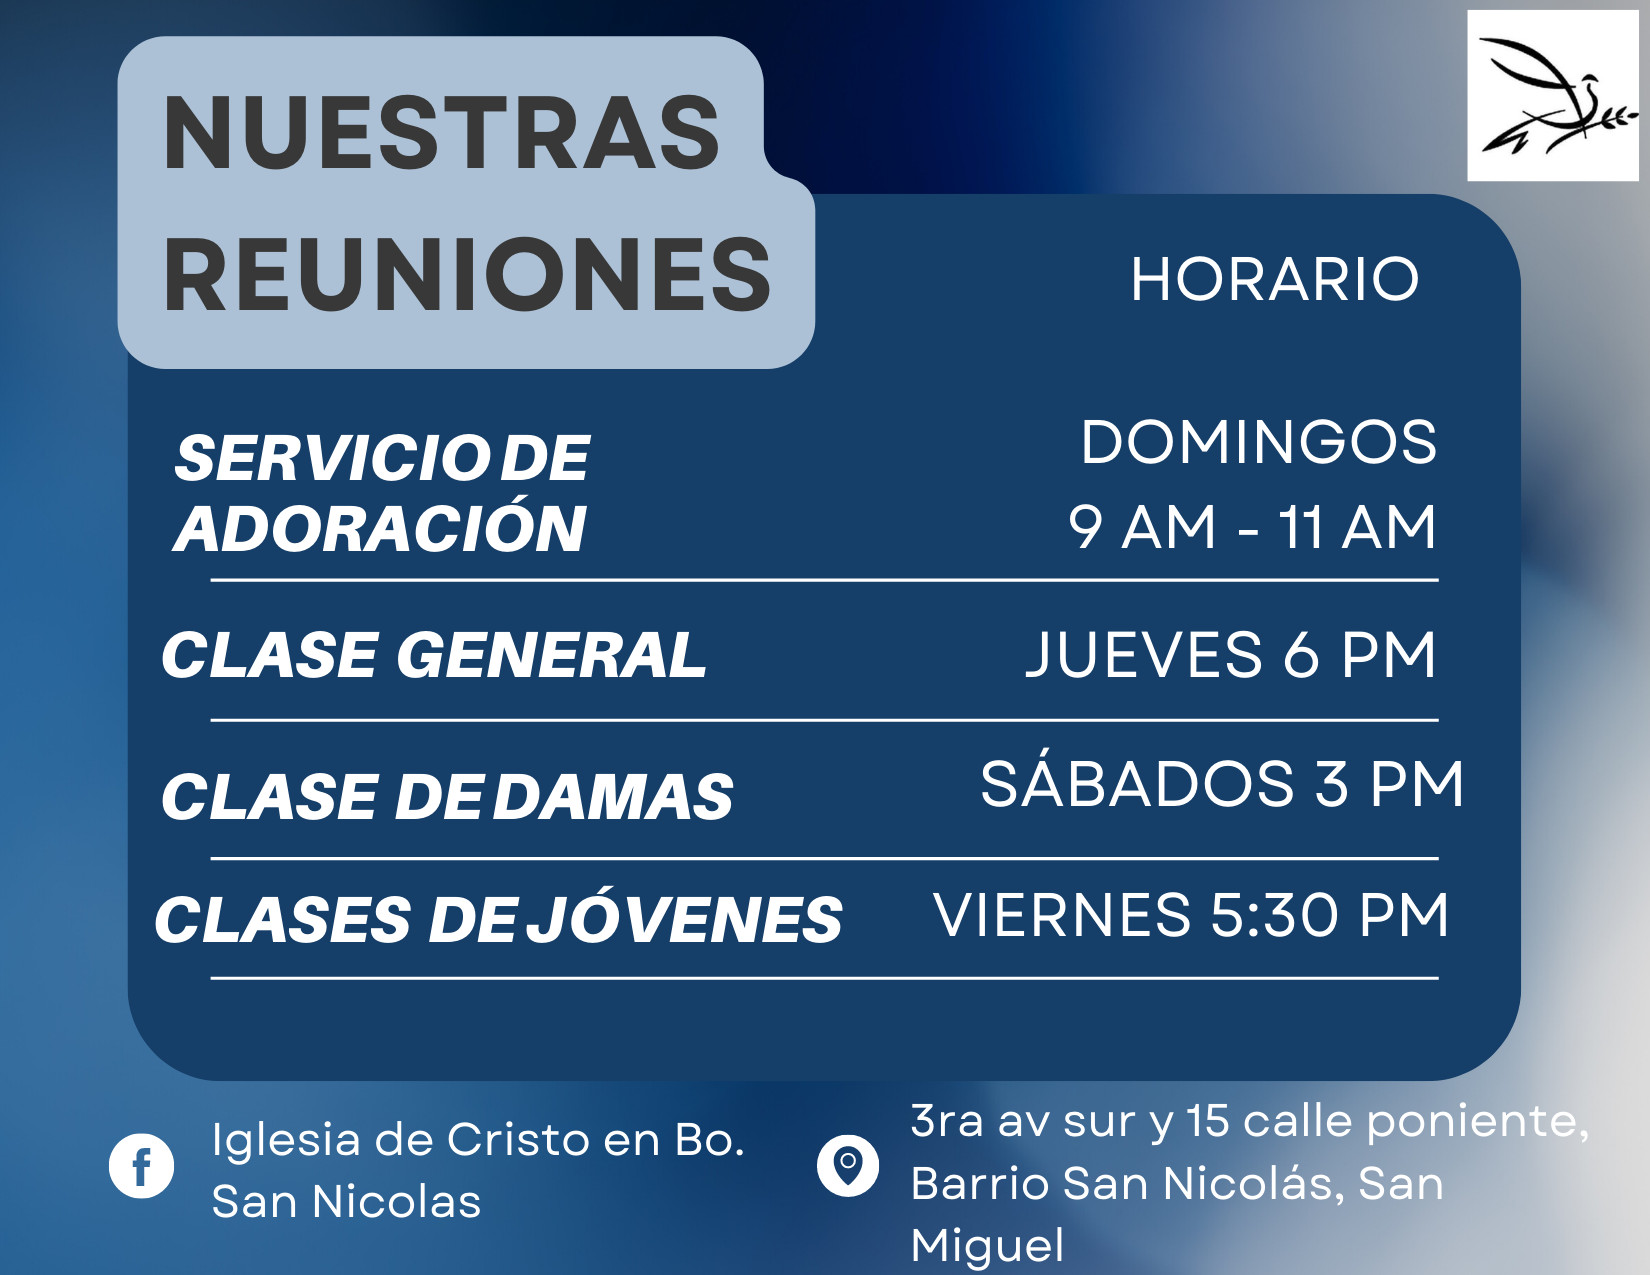 NUESTRAS
REUNIONES
HORARIO
SERVICIO DE
ADORACIÓN
DOMINGOS
9 AM - 11 AM
CLASE GENERAL
JUEVES 6 PM
CLASE DE DAMAS
SÁBADOS 3 PM
CLASES DE JÓVENES
VIERNES 5:30 PM
Iglesia de Cristo en Bo.
San Nicolas
3ra av sur y 15 calle poniente,
Barrio San Nicolás, San
Miguel